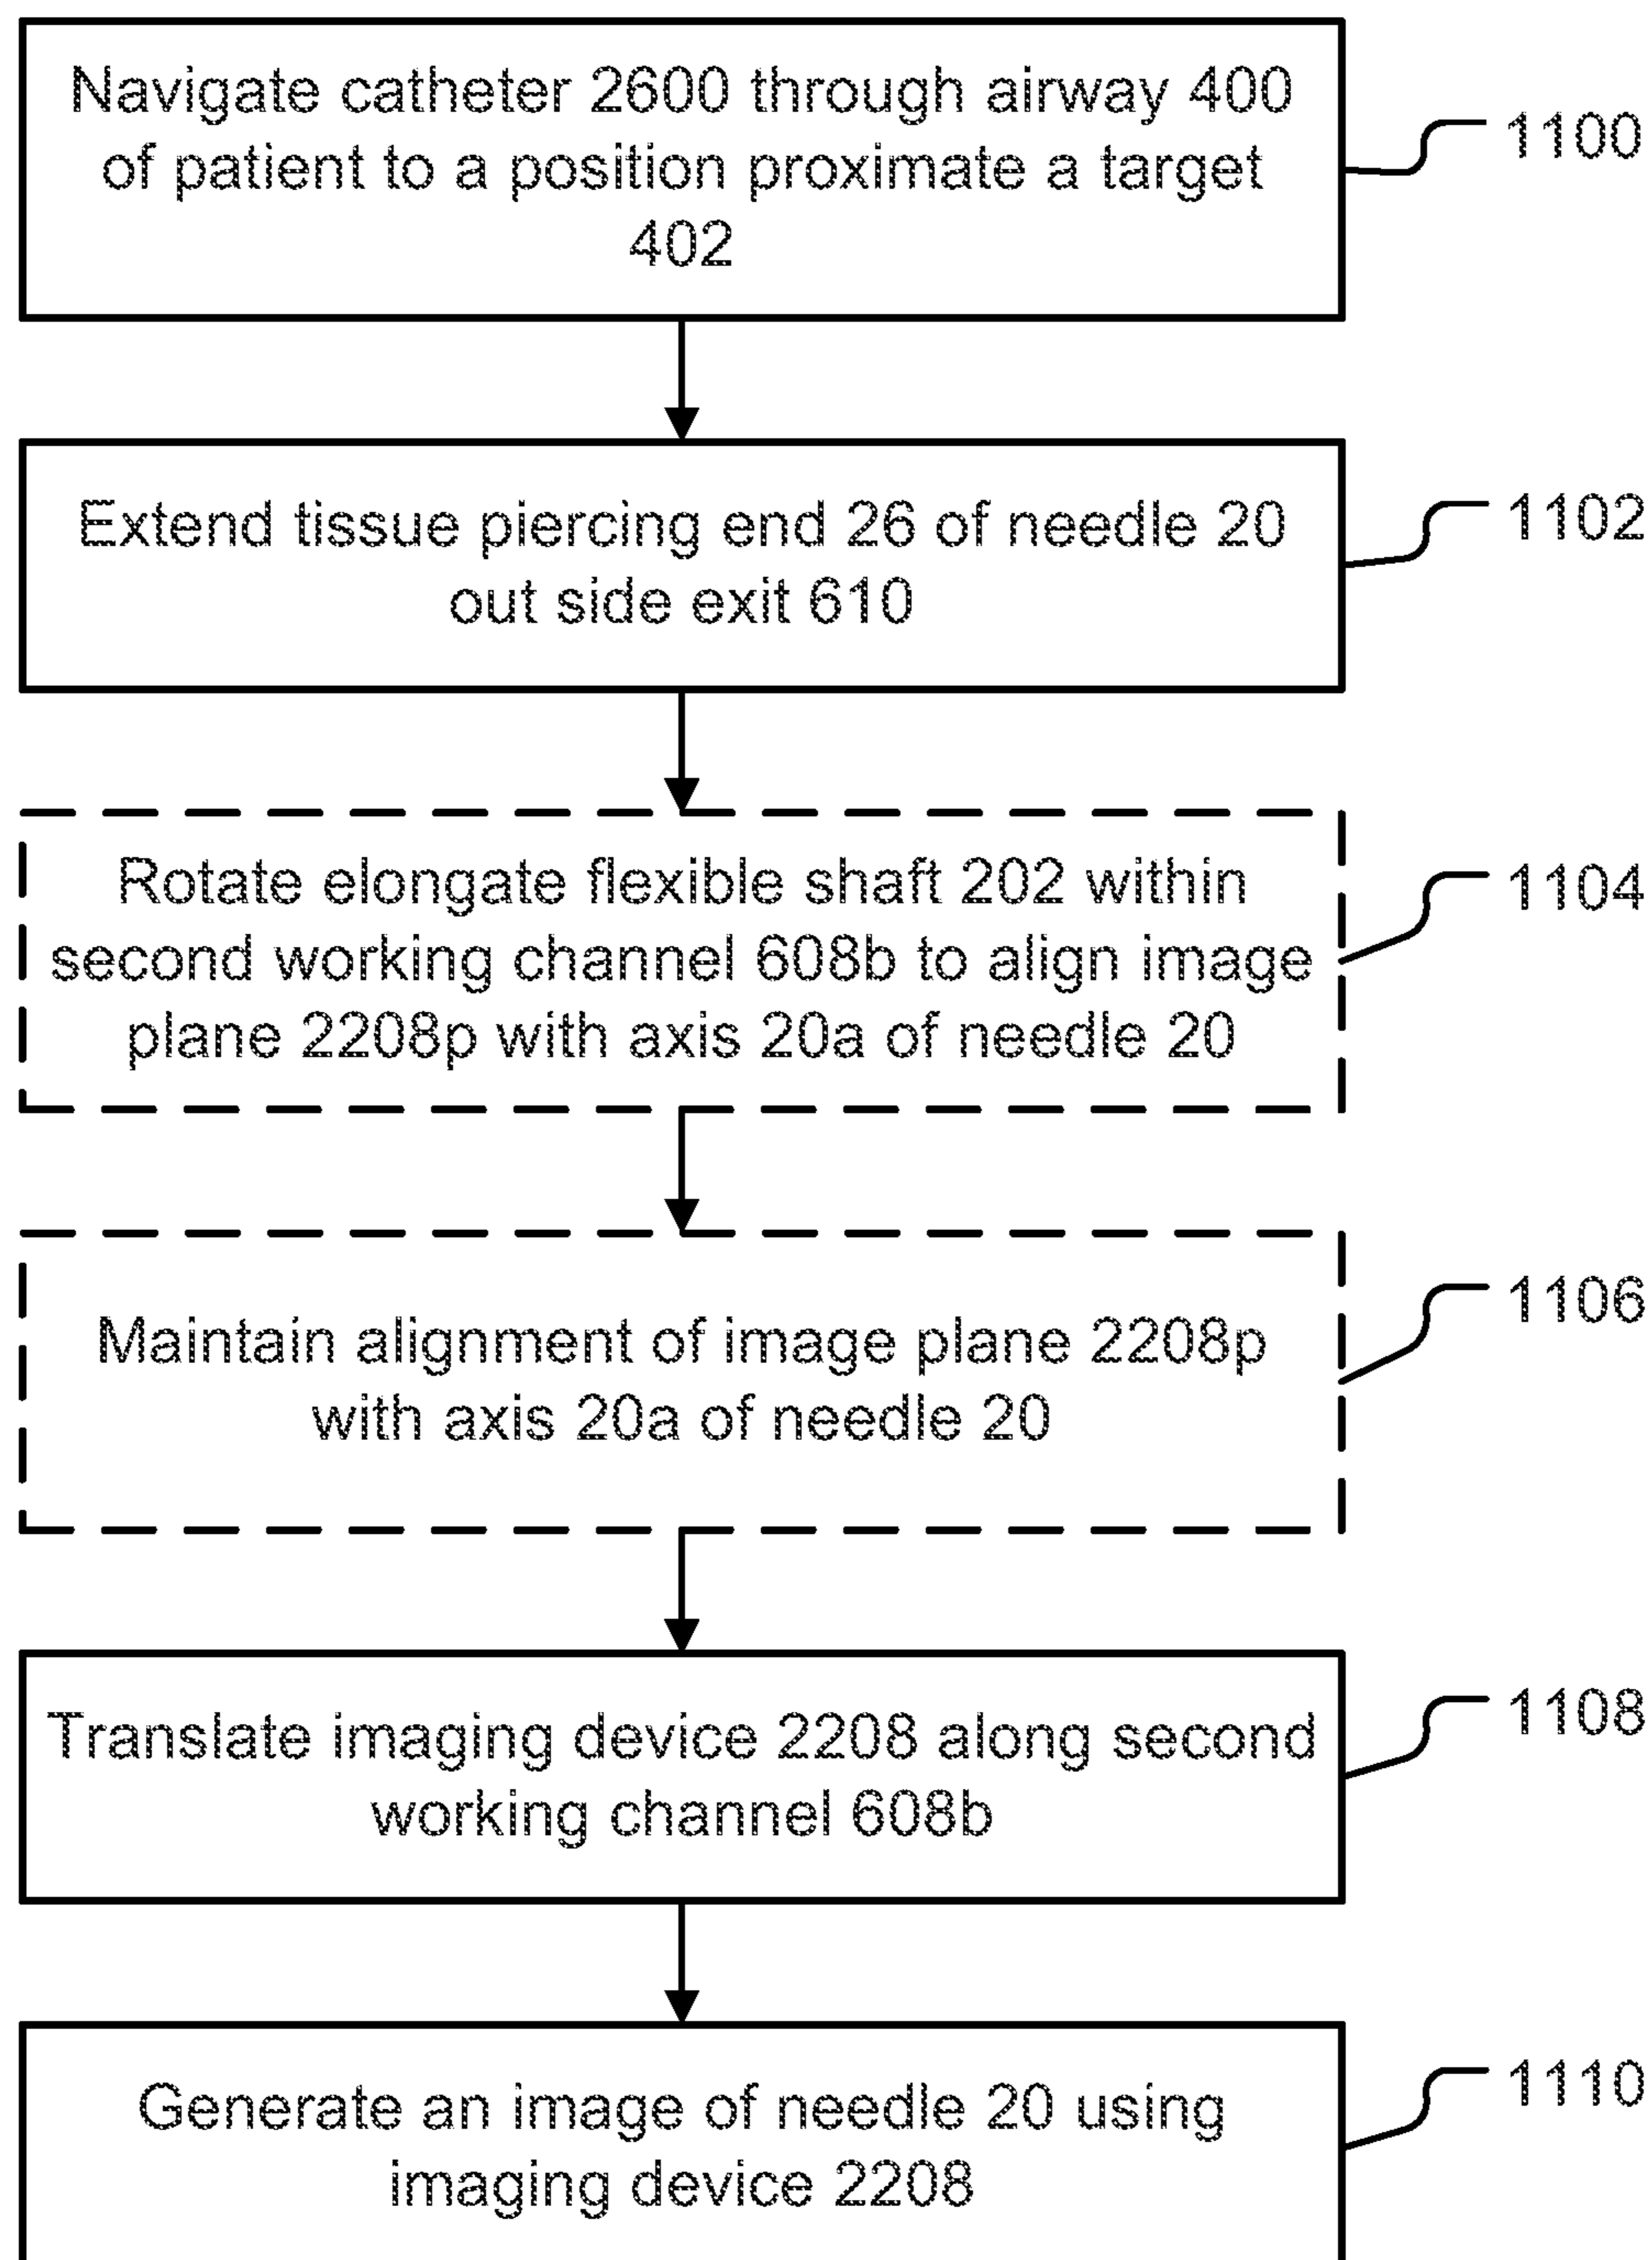 Navigate catheter 2600 through airway 400
of patient to a position proximate a target
402
1100
Extend tissue piercing end 26 of needle 20
out side exit 610
1102
Rotate elongate flexible shaft 202 within
second working channel 608b to align image
plane 2208p with axis 20a of needle 20
1104
Maintain alignment of image plane 2208p
with axis 20a of needle 20
1106
Translate imaging device 2208 along second
working channel 608b
1108
Generate an image of needle 20 using
imaging device 2208
1110